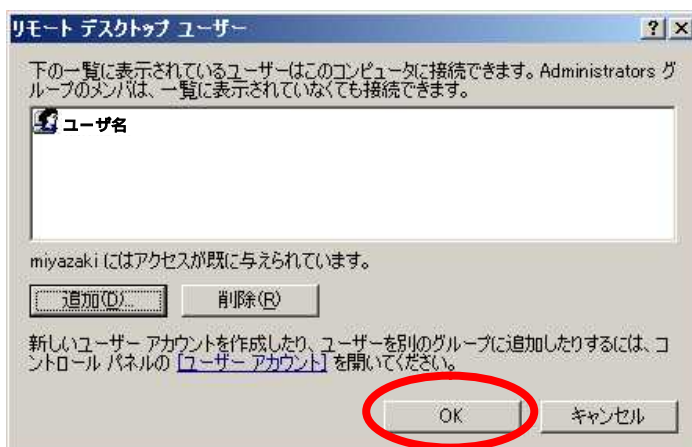 リモート デスクトップ ユーザー
下の一覧に表示されているユーザーはこのコンピュータに接続できます。Administrators グ
ループのメンバは、一覧に表示されていなくても接続できます。
ユーザ名
miyazaki にはアクセスが既に与えられています。
追加(D)... 削除(R)
新しいユーザー アカウントを作成したり、ユーザーを別のグループに追加したりするには、コ
ントロール パネルの [ユーザー アカウント] を開いてください。
OK キャンセル